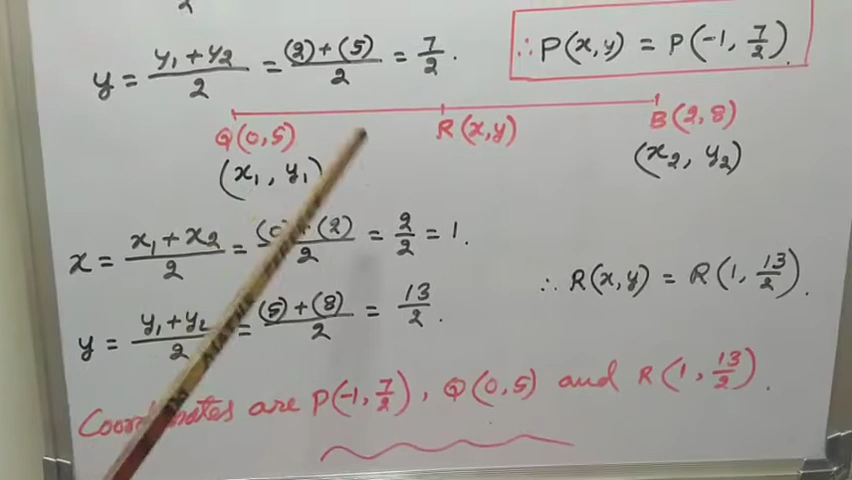 2
y = y₁+y₂/2 = (2)+(5)/2 = 7/2.
∴ P(x,y) = P(-1, 7/2).
Q(0,5) R(x,y) B(2,8)
(x₁, y₁) (x₂, y₂)
x = x₁+x₂/2 = (0)+(2)/2 = 2/2 = 1.
∴ R(x,y) = R(1, 13/2).
y = y₁+y₂/2 = (5)+(8)/2 = 13/2.
Coordinates are P(-1, 7/2), Q(0,5) and R(1, 13/2).